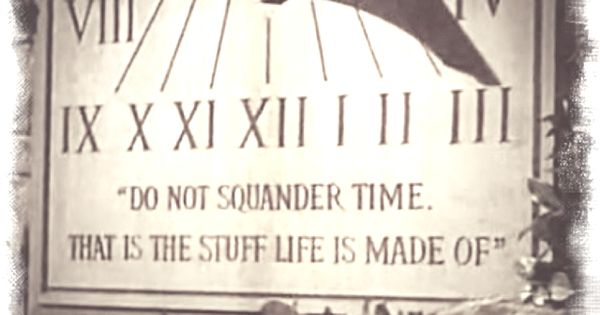 VIII IV
IX X XI XII I II III
"DO NOT SQUANDER TIME.
THAT IS THE STUFF LIFE IS MADE OF"